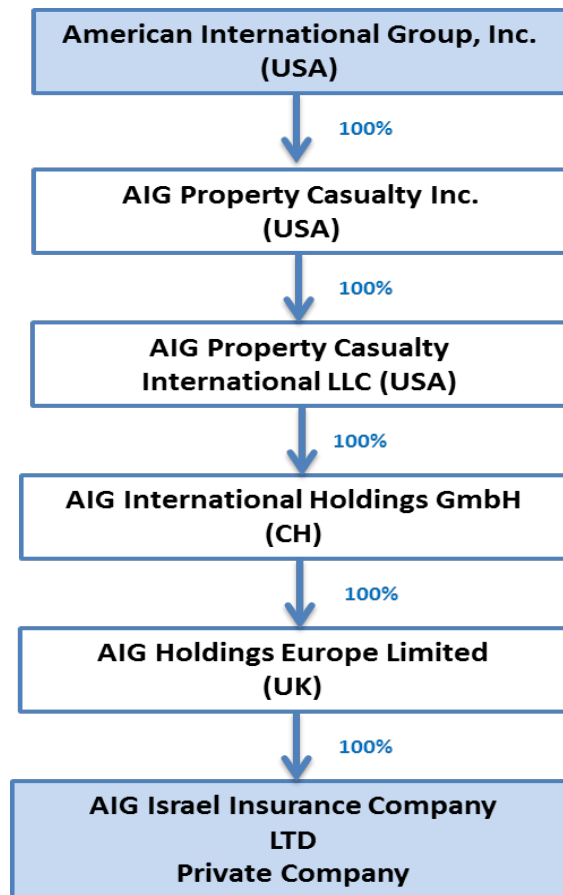 American International Group, Inc.
(USA)
100%
AIG Property Casualty Inc.
(USA)
100%
AIG Property Casualty
International LLC (USA)
100%
AIG International Holdings GmbH
(CH)
100%
AIG Holdings Europe Limited
(UK)
100%
AIG Israel Insurance Company
LTD
Private Company